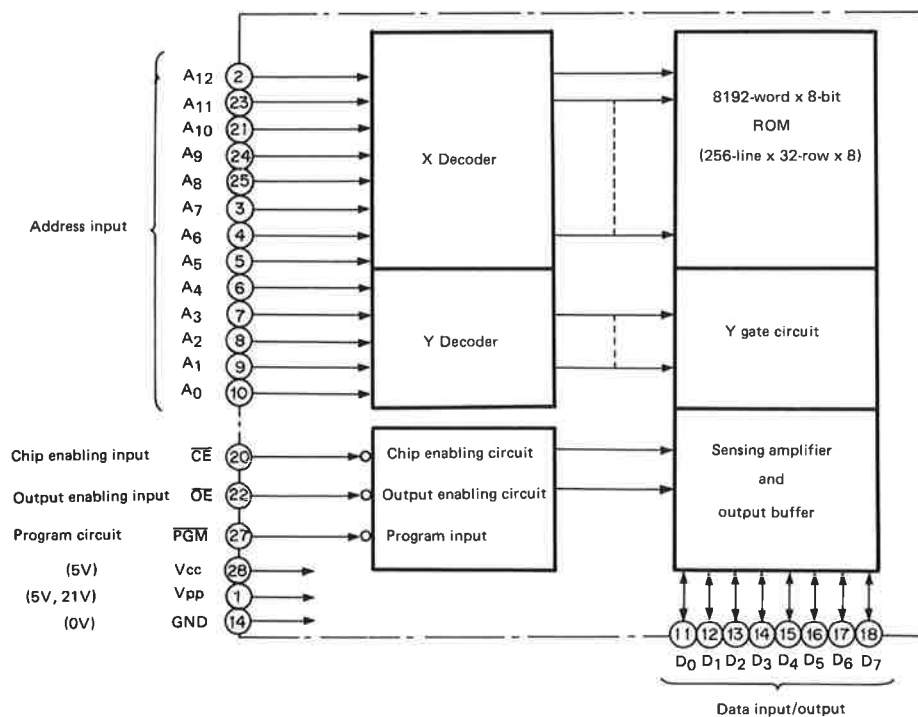 Address input
A12 2
A11 23
A10 21
A9 24
A8 25
A7 3
A6 4
A5 5
A4 6
A3 7
A2 8
A1 9
A0 10
X Decoder
Y Decoder
8192-word x 8-bit
ROM
(256-line x 32-row x 8)
Y gate circuit
Sensing amplifier
and
output buffer
Chip enabling input C̅E̅ 20 Chip enabling circuit
Output enabling input O̅E̅ 22 Output enabling circuit
Program circuit P̅G̅M̅ 27 Program input
(5V) Vcc 28
(5V, 21V) Vpp 1
(0V) GND 14
11 12 13 14 15 16 17 18
D0 D1 D2 D3 D4 D5 D6 D7
Data input/output